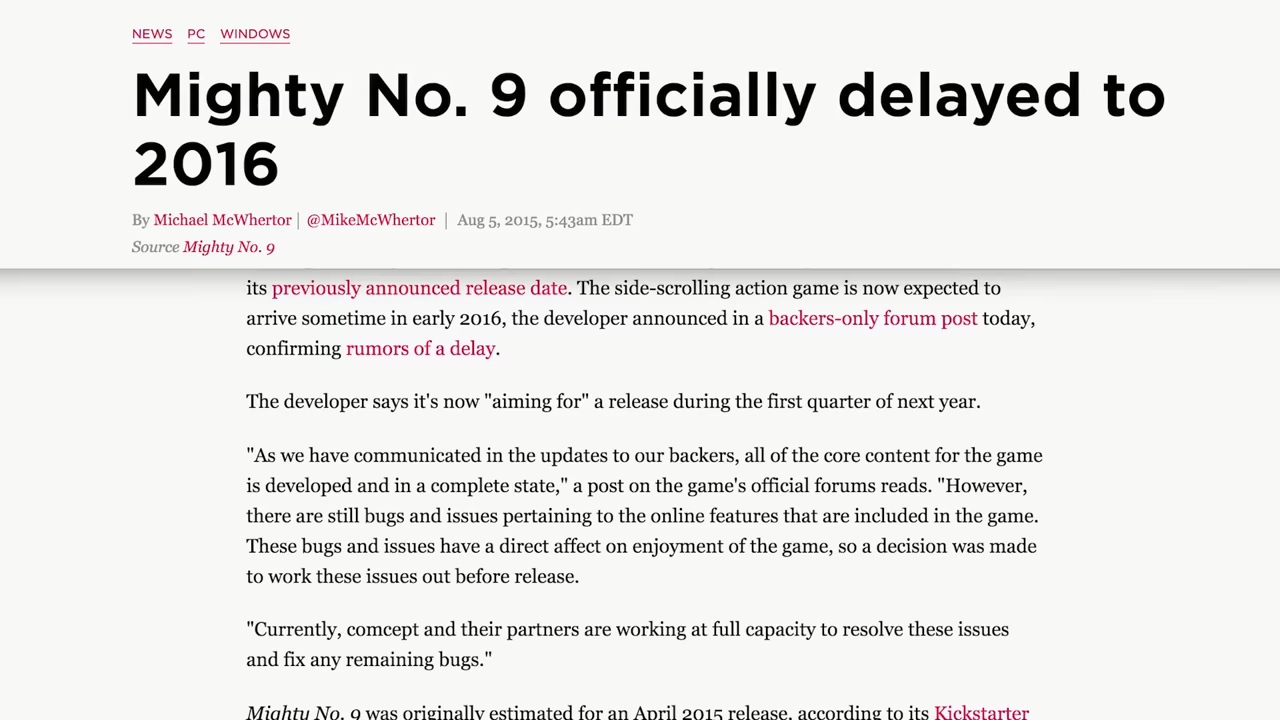 NEWS PC WINDOWS
Mighty No. 9 officially delayed to
2016
By Michael McWhertor | @MikeMcWhertor | Aug 5, 2015, 5:43am EDT
Source Mighty No. 9
its previously announced release date. The side-scrolling action game is now expected to
arrive sometime in early 2016, the developer announced in a backers-only forum post today,
confirming rumors of a delay.
The developer says it's now "aiming for" a release during the first quarter of next year.
"As we have communicated in the updates to our backers, all of the core content for the game
is developed and in a complete state," a post on the game's official forums reads. "However,
there are still bugs and issues pertaining to the online features that are included in the game.
These bugs and issues have a direct affect on enjoyment of the game, so a decision was made
to work these issues out before release.
"Currently, comcept and their partners are working at full capacity to resolve these issues
and fix any remaining bugs."
Mighty No. 9 was originally estimated for an April 2015 release, according to its Kickstarter